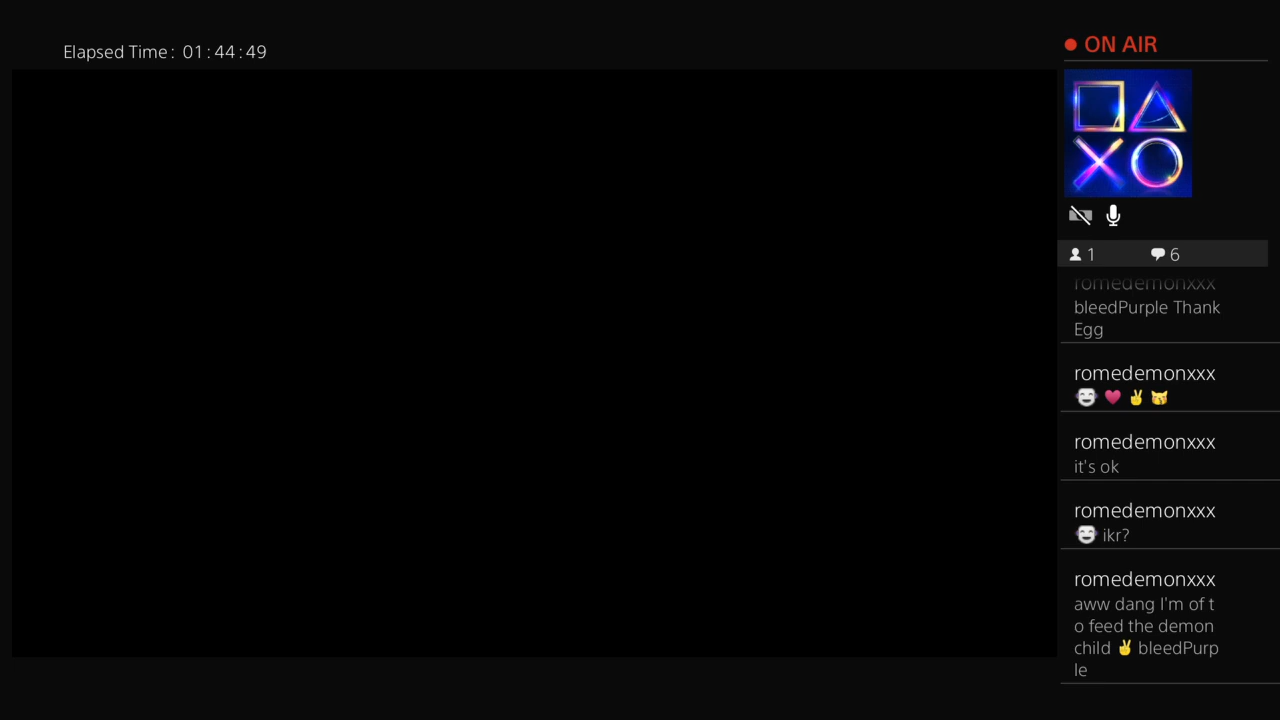 Elapsed Time: 01:44:49
ON AIR
1 6
romedemonxxx
bleedPurple Thank
Egg
romedemonxxx
romedemonxxx
it's ok
romedemonxxx
ikr?
romedemonxxx
aww dang I'm of t
o feed the demon
child ✌ bleedPurp
le